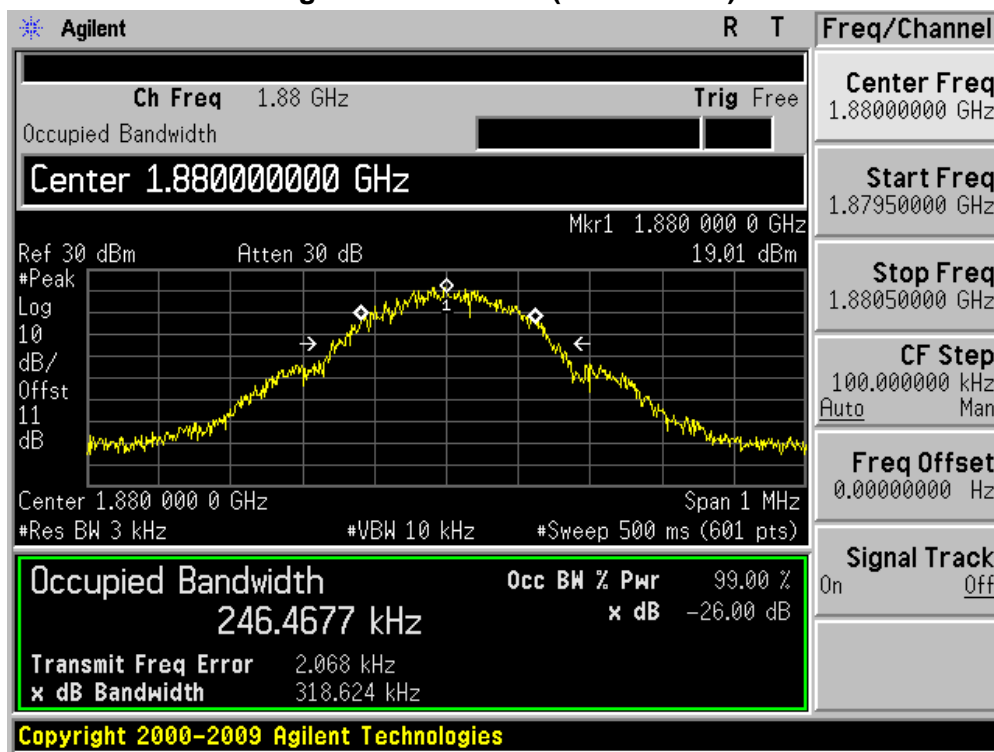 Agilent R T Freq/Channel
Ch Freq 1.88 GHz Trig Free
Occupied Bandwidth
Center 1.880000000 GHz
Mkr1 1.880 000 0 GHz
Ref 30 dBm Atten 30 dB 19.01 dBm
#Peak
Log
10
dB/
Offst
11
dB
1
Center 1.880 000 0 GHz Span 1 MHz
#Res BW 3 kHz #VBW 10 kHz #Sweep 500 ms (601 pts)
Occupied Bandwidth Occ BW % Pwr 99.00 %
246.4677 kHz x dB -26.00 dB
Transmit Freq Error 2.068 kHz
x dB Bandwidth 318.624 kHz
Copyright 2000-2009 Agilent Technologies
Center Freq
1.88000000 GHz
Start Freq
1.87950000 GHz
Stop Freq
1.88050000 GHz
CF Step
100.000000 kHz
Auto Man
Freq Offset
0.00000000 Hz
Signal Track
On Off